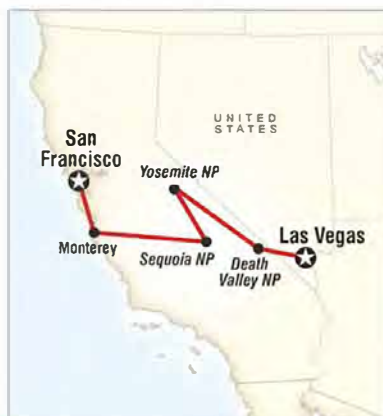 UNITED
STATES
San
Francisco
Yosemite NP
Monterey
Sequoia NP
Death
Valley NP
Las Vegas